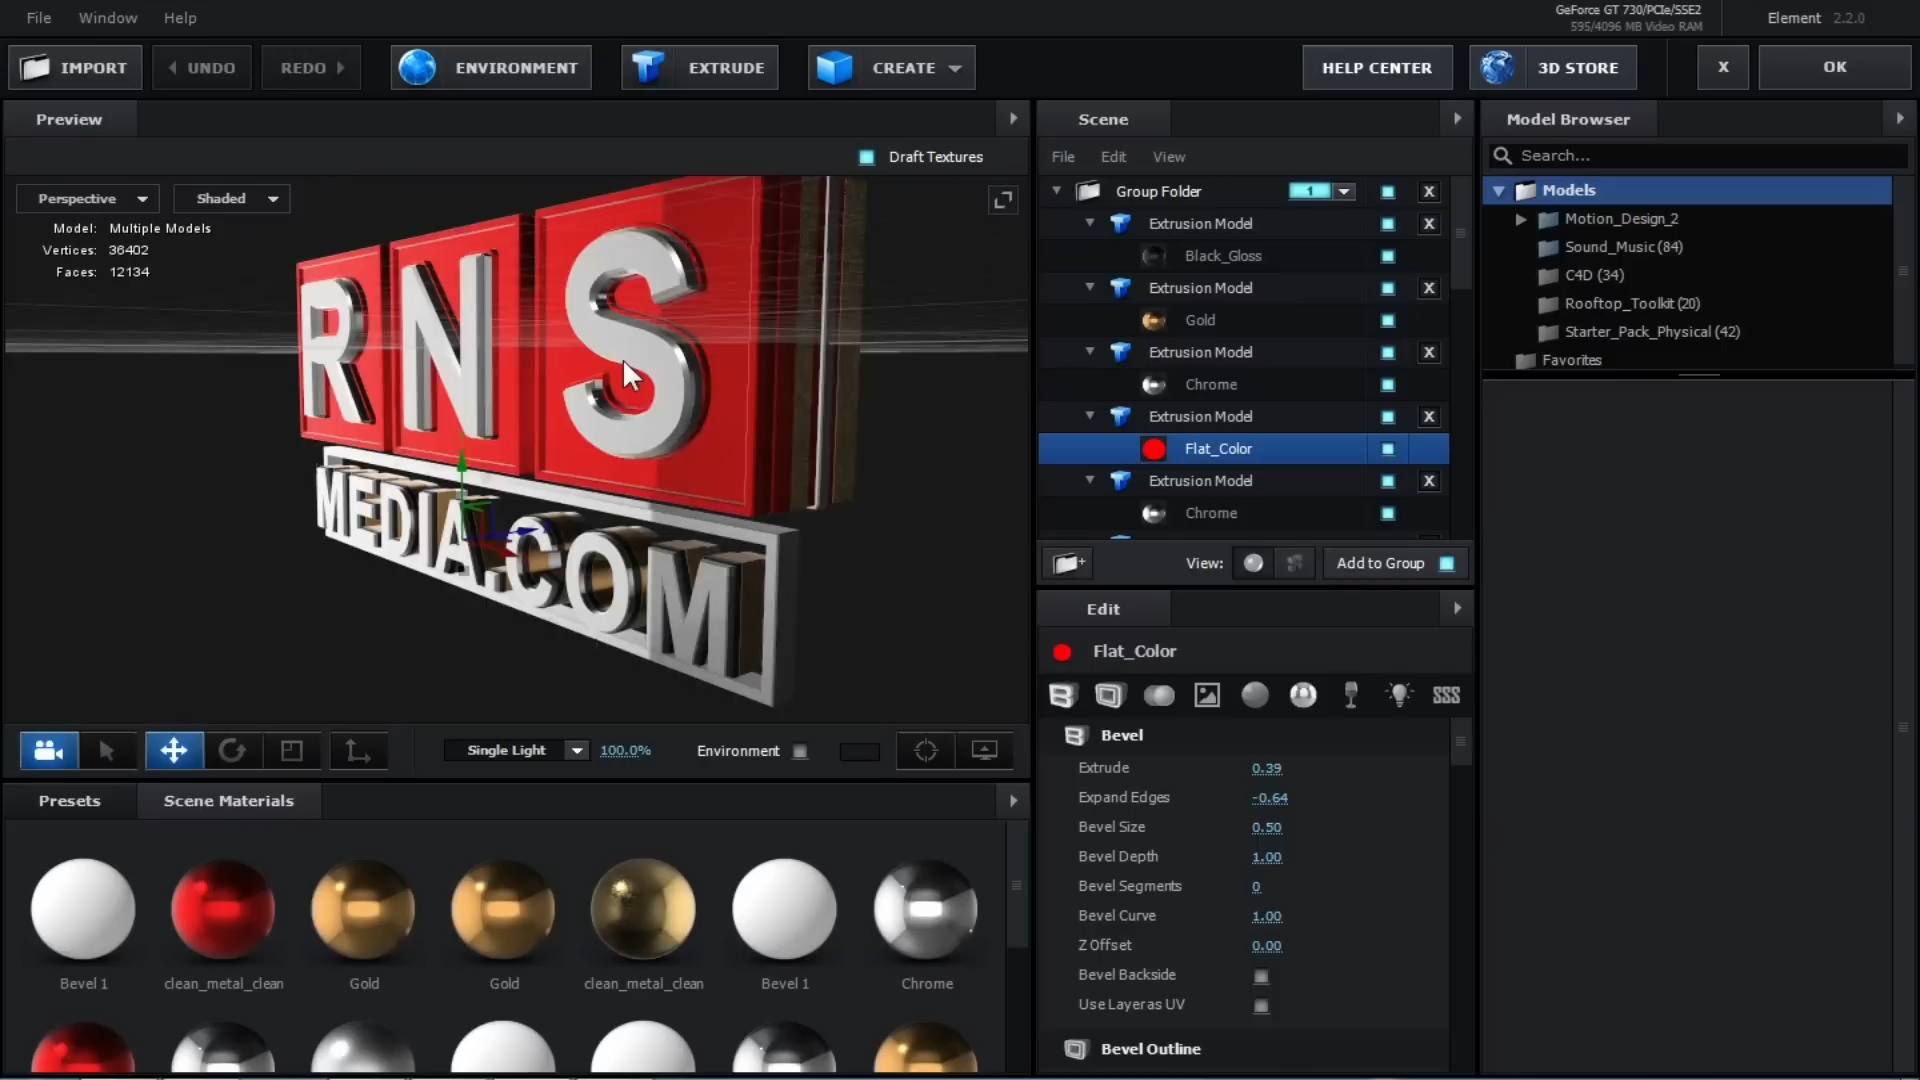 File Window Help
GeForce GT 730/PCIe/SSE2
595/4096 MB Video RAM
Element 2.2.0
IMPORT UNDO REDO ENVIRONMENT EXTRUDE CREATE HELP CENTER 3D STORE X OK
Preview
Draft Textures
Perspective Shaded
Model: Multiple Models
Vertices: 36402
Faces: 12134
RNS
MEDIA.COM
Single Light 100.0% Environment
Presets Scene Materials
Bevel 1 clean_metal_clean Gold Gold clean_metal_clean Bevel 1 Chrome
Scene
File Edit View
Group Folder 1 X
Extrusion Model X
Black_Gloss
Extrusion Model X
Gold
Extrusion Model X
Chrome
Extrusion Model X
Flat_Color
Extrusion Model X
Chrome
View: Add to Group
Edit
Flat_Color
SSS
Bevel
Extrude 0.39
Expand Edges -0.64
Bevel Size 0.50
Bevel Depth 1.00
Bevel Segments 0
Bevel Curve 1.00
Z Offset 0.00
Bevel Backside
Use Layer as UV
Bevel Outline
Model Browser
Search...
Models
Motion_Design_2
Sound_Music (84)
C4D (34)
Rooftop_Toolkit (20)
Starter_Pack_Physical (42)
Favorites